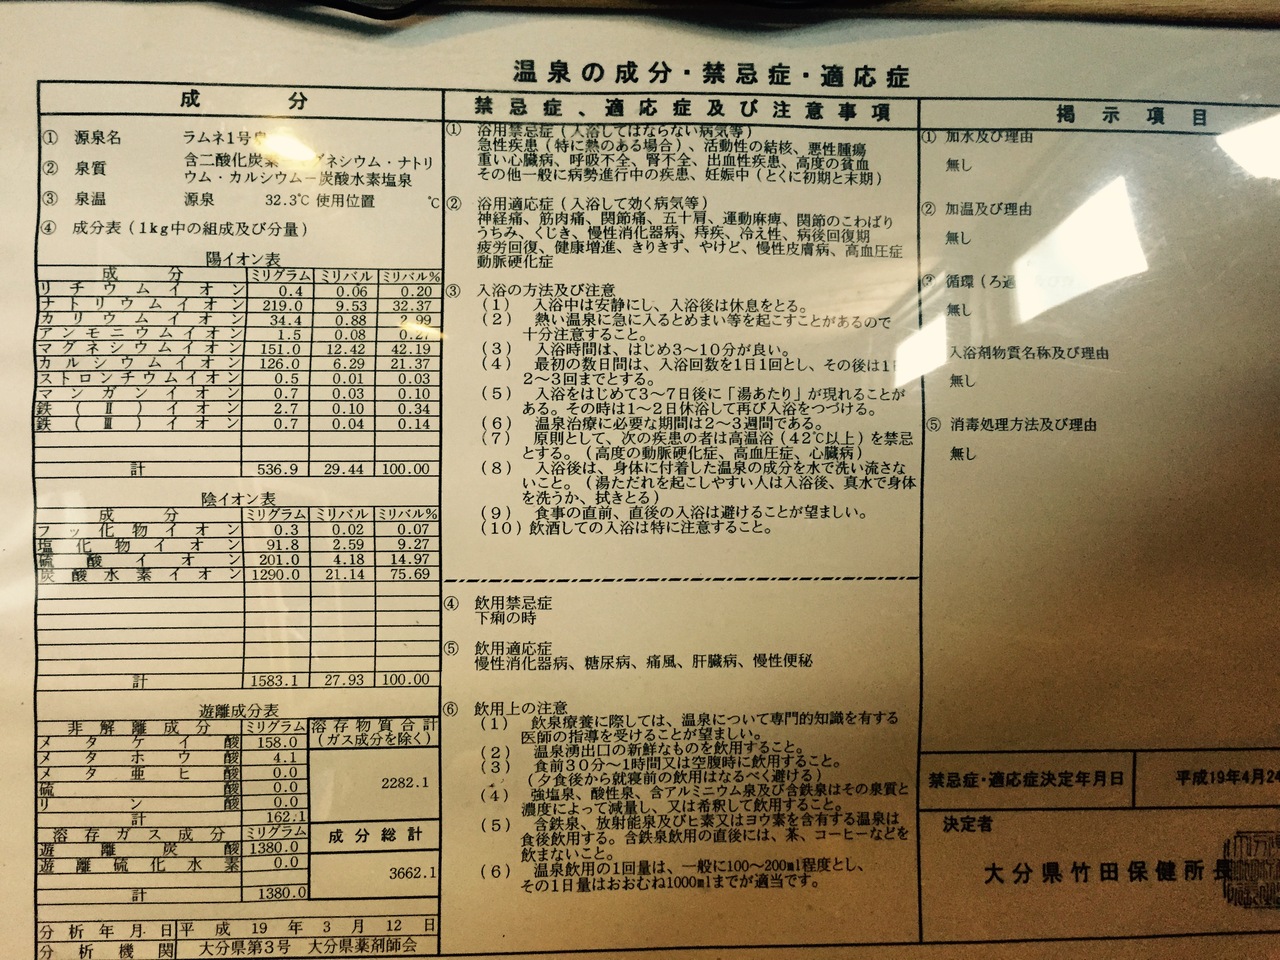 温泉の成分・禁忌症・適応症
成分
① 源泉名 ラムネ1号
② 泉質 含二酸化炭素 グネシウム・ナトリ
ウム・カルシウム－炭酸水素塩泉
③ 泉温 源泉 32.3℃ 使用位置 ℃
④ 成分表（1kg中の組成及び分量）
陽イオン表
成分 ミリグラム ミリバル ミリバル%
リチウムイオン 0.4 0.06 0.20
ナトリウムイオン 219.0 9.53 32.37
カリウムイオン 34.4 0.88 2.99
アンモニウムイオン 1.5 0.08 0.27
マグネシウムイオン 151.0 12.42 42.19
カルシウムイオン 126.0 6.29 21.37
ストロンチウムイオン 0.5 0.01 0.03
マンガンイオン 0.7 0.03 0.10
鉄（Ⅱ）イオン 2.7 0.10 0.34
鉄（Ⅲ）イオン 0.7 0.04 0.14
計 536.9 29.44 100.00
陰イオン表
成分 ミリグラム ミリバル ミリバル%
フッ化物イオン 0.3 0.02 0.07
塩化物イオン 91.8 2.59 9.27
硫酸イオン 201.0 4.18 14.97
炭酸水素イオン 1290.0 21.14 75.69
計 1583.1 27.93 100.00
遊離成分表
非解離成分 ミリグラム 溶存物質合計
（ガス成分を除く）
メタケイ酸 158.0
メタホウ酸 4.1
メタ亜ヒ酸 0.0
硫酸 0.0
リン酸 0.0
計 162.1
2282.1
溶存ガス成分 ミリグラム 成分総計
遊離炭酸 1380.0
遊離硫化水素 0.0
計 1380.0
3662.1
分析年月日 平成19年3月12日
分析機関 大分県第3号 大分県薬剤師会
禁忌症、適応症及び注意事項
① 浴用禁忌症（入浴してはならない病気等）
急性疾患（特に熱のある場合）、活動性の結核、悪性腫瘍
重い心臓病、呼吸不全、腎不全、出血性疾患、高度の貧血
その他一般に病勢進行中の疾患、妊娠中（とくに初期と末期）
② 浴用適応症（入浴して効く病気等）
神経痛、筋肉痛、関節痛、五十肩、運動麻痺、関節のこわばり
うちみ、くじき、慢性消化器病、痔疾、冷え性、病後回復期
疲労回復、健康増進、きりきず、やけど、慢性皮膚病、高血圧症
動脈硬化症
③ 入浴の方法及び注意
（1） 入浴中は安静にし、入浴後は休息をとる。
（2） 熱い温泉に急に入るとめまい等を起こすことがあるので
十分注意すること。
（3） 入浴時間は、はじめ3～10分が良い。
（4） 最初の数日間は、入浴回数を1日1回とし、その後は1日
2～3回までとする。
（5） 入浴をはじめて3～7日後に「湯あたり」が現れることが
ある。その時は1～2日休浴して再び入浴をつづける。
（6） 温泉治療に必要な期間は2～3週間である。
（7） 原則として、次の疾患の者は高温浴（42℃以上）を禁忌
とする。（高度の動脈硬化症、高血圧症、心臓病）
（8） 入浴後は、身体に付着した温泉の成分を水で洗い流さな
いこと。（湯ただれを起こしやすい人は入浴後、真水で身体
を洗うか、拭きとる）
（9） 食事の直前、直後の入浴は避けることが望ましい。
（10）飲酒しての入浴は特に注意すること。
④ 飲用禁忌症
下痢の時
⑤ 飲用適応症
慢性消化器病、糖尿病、痛風、肝臓病、慢性便秘
⑥ 飲用上の注意
（1） 飲泉療養に際しては、温泉について専門的知識を有する
医師の指導を受けることが望ましい。
（2） 温泉湧出口の新鮮なものを飲用すること。
（3） 食前30分～1時間又は空腹時に飲用すること。
（夕食後から就寝前の飲用はなるべく避ける）
（4） 強塩泉、酸性泉、含アルミニウム泉及び含鉄泉はその泉質と
濃度によって減量し、又は希釈して飲用すること。
（5） 含鉄泉、放射能泉及びヒ素又はヨウ素を含有する温泉は
食後飲用する。含鉄泉飲用の直後には、茶、コーヒーなどを
飲まないこと。
（6） 温泉飲用の1回量は、一般に100～200ml程度とし、
その1日量はおおむね1000mlまでが適当です。
掲示項目
① 加水及び理由
無し
② 加温及び理由
無し
③ 循環（ろ過
無し
入浴剤物質名称及び理由
無し
⑤ 消毒処理方法及び理由
無し
禁忌症・適応症決定年月日 平成19年4月24
決定者
大分県竹田保健所長